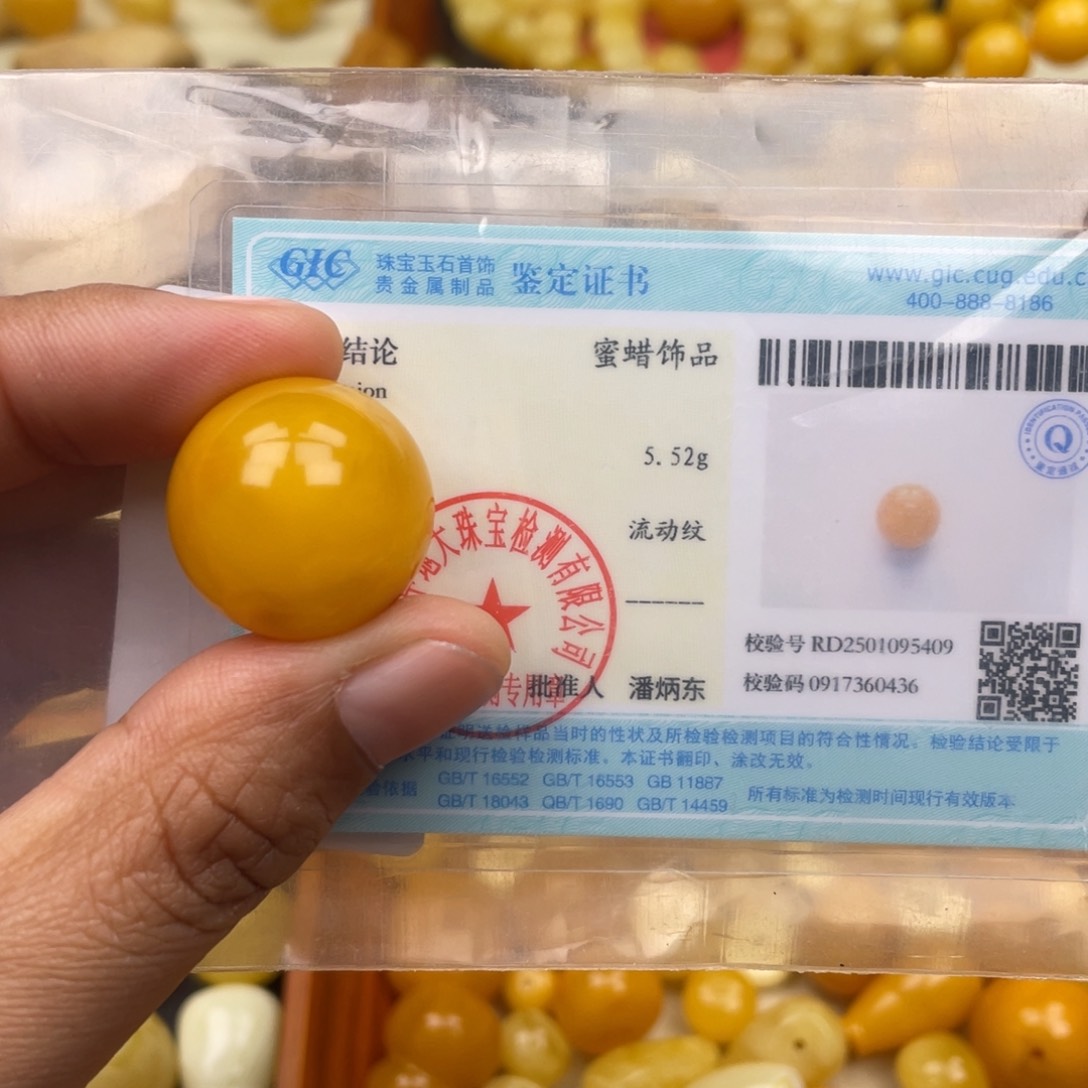 GIC
珠宝玉石首饰
贵金属制品
鉴定证书
www.gic.cug.edu.c
400-888-8186
结论
蜜蜡饰品
ion
5.52g
流动纹
大珠宝检测有限公司
专用章
批准人 潘炳东
Q
校验号 RD2501095409
校验码 0917360436
证明送检样品当时的性状及所检验检测项目的符合性情况。检验结论受限于
水平和现行检验检测标准。本证书翻印、涂改无效。
依据
GB/T 16552 GB/T 16553 GB 11887
GB/T 18043 QB/T 1690 GB/T 14459
所有标准为检测时间现行有效版本